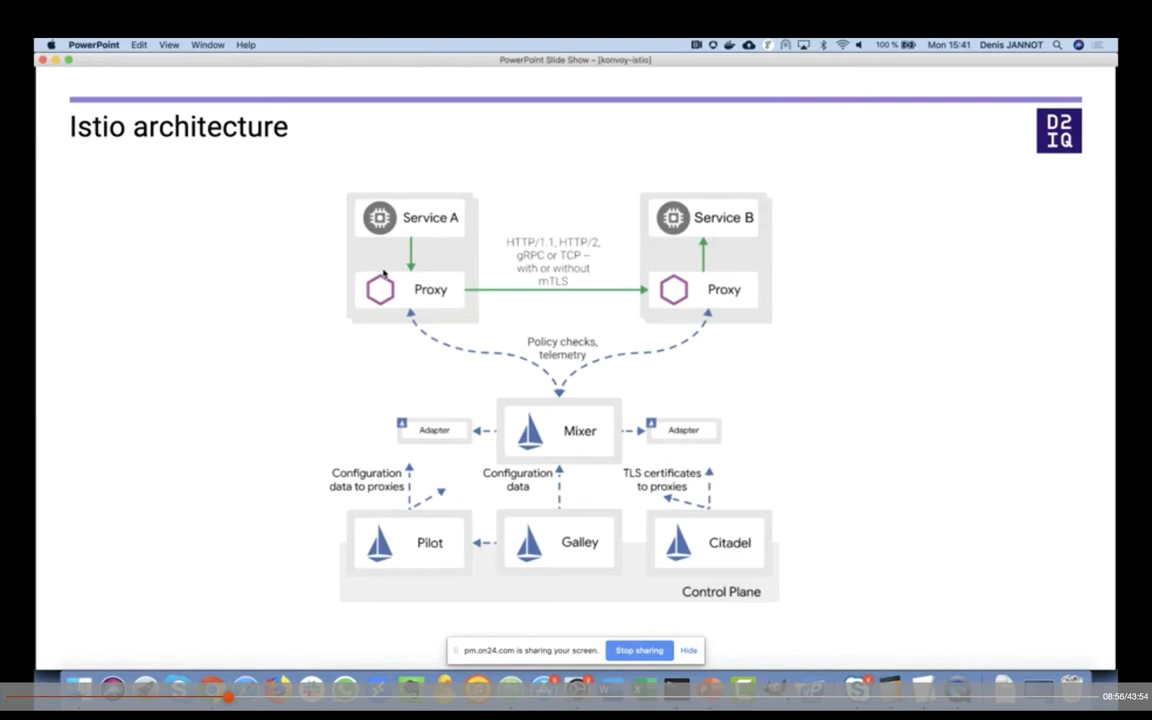 PowerPoint Edit View Window Help 100 % Mon 15:41 Denis JANNOT
PowerPoint Slide Show – [konvoy-istio]
Istio architecture
D2
IQ
Service A
Service B
HTTP/1.1, HTTP/2,
gRPC or TCP –
with or without
mTLS
Proxy
Proxy
Policy checks,
telemetry
Adapter
Mixer
Adapter
Configuration
data to proxies
Configuration
data
TLS certificates
to proxies
Pilot
Galley
Citadel
Control Plane
pm.on24.com is sharing your screen. Stop sharing Hide
08:56/43:54